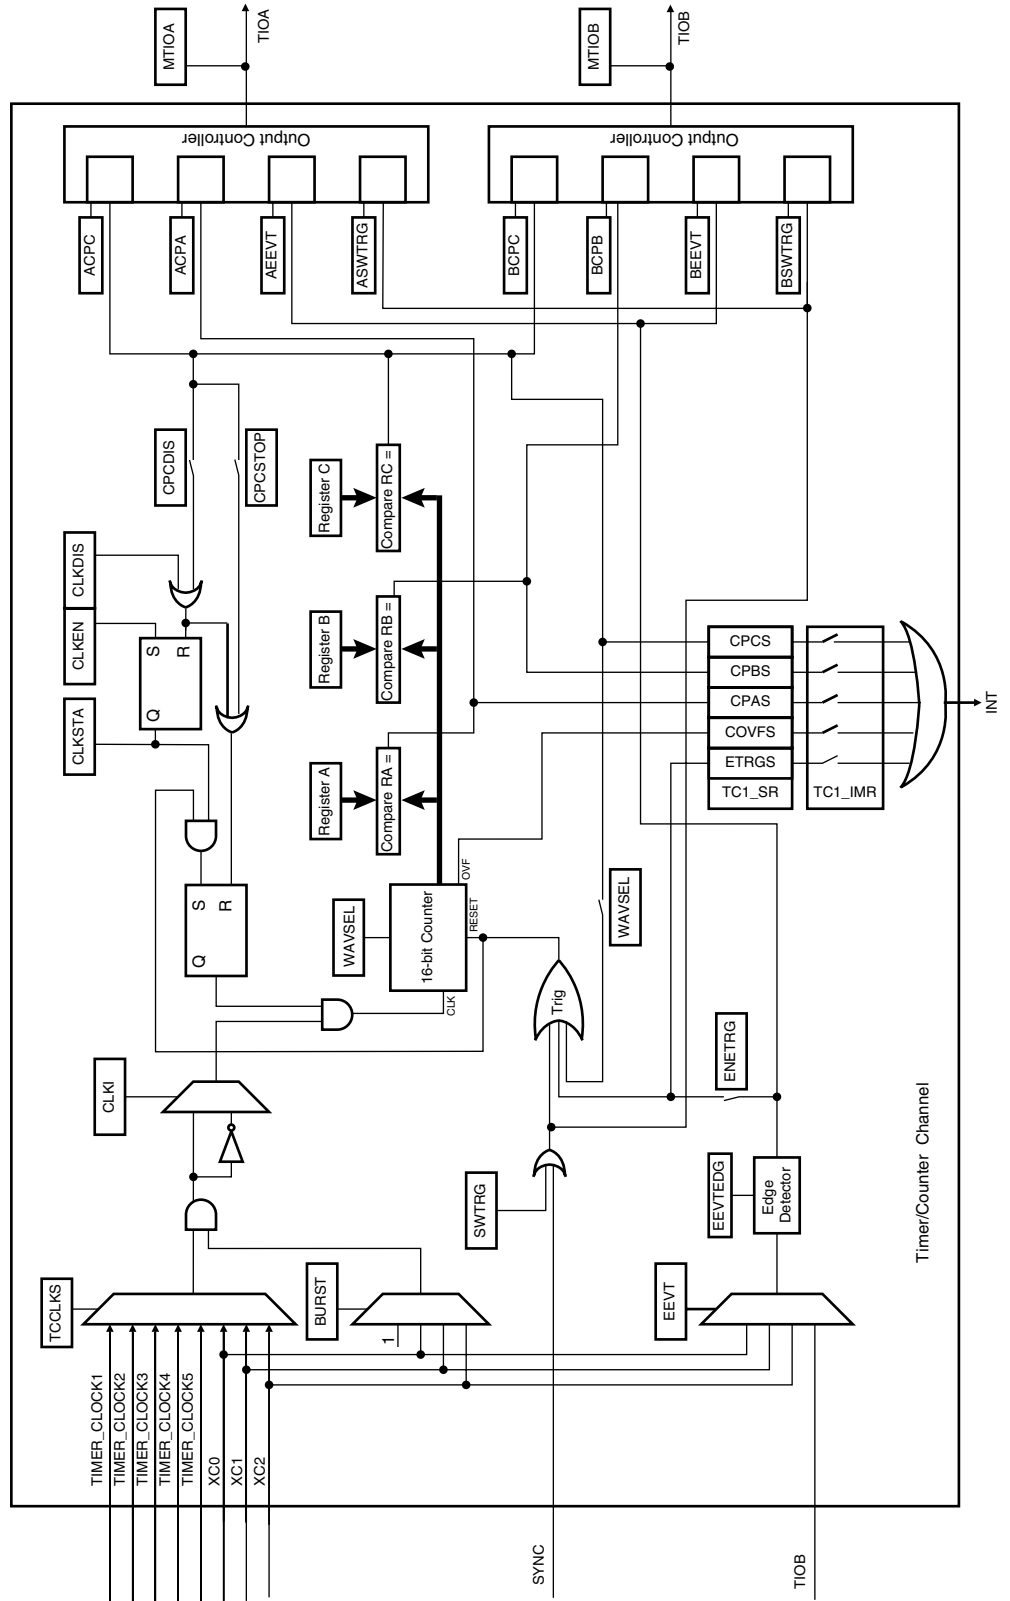 MTIOA
TIOA
MTIOB
TIOB
Output Controller
Output Controller
ACPC
ACPA
AEEVT
ASWTRG
BCPC
BCPB
BEEVT
BSWTRG
CPCDIS
CPCSTOP
CLKDIS
CLKEN
CLKSTA
S
R
Q
S
R
Q
Register C
Compare RC =
Register B
Compare RB =
Register A
Compare RA =
CPCS
CPBS
CPAS
COVFS
ETRGS
TC1_SR
TC1_IMR
INT
WAVSEL
16-bit Counter
OVF
RESET
CLK
WAVSEL
Trig
ENETRG
CLKI
SWTRG
EEVTEDG
Edge
Detector
Timer/Counter Channel
TCCLKS
BURST
1
EEVT
TIMER_CLOCK1
TIMER_CLOCK2
TIMER_CLOCK3
TIMER_CLOCK4
TIMER_CLOCK5
XC0
XC1
XC2
SYNC
TIOB